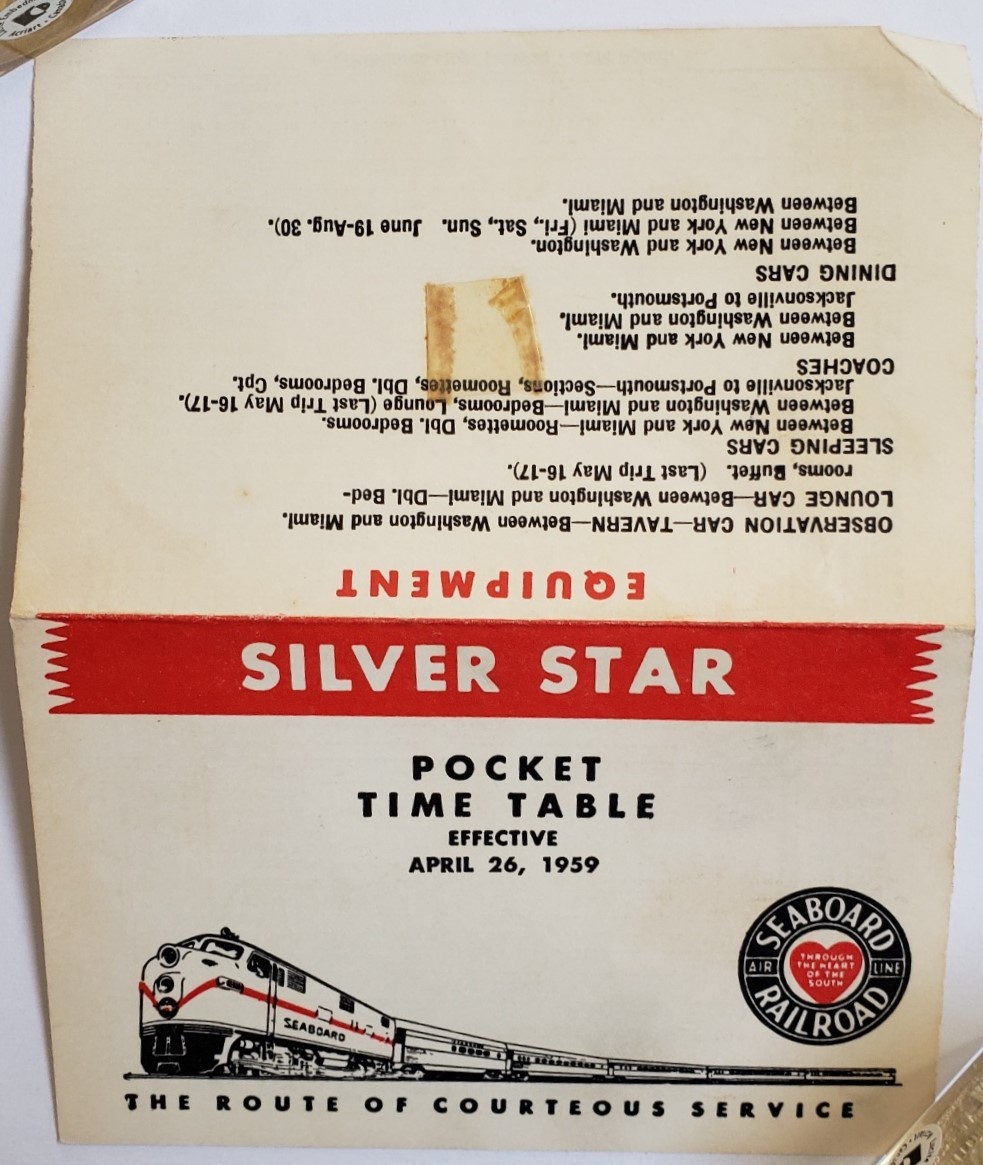 SILVER STAR
POCKET
TIME TABLE
EFFECTIVE
APRIL 26, 1959
SEABOARD
AIR LINE
RAILROAD
THROUGH
THE HEART
OF THE
SOUTH
SEABOARD
THE ROUTE OF COURTEOUS SERVICE
EQUIPMENT
OBSERVATION CAR—TAVERN—Between Washington and Miami.
LOUNGE CAR—Between Washington and Miami—Dbl. Bed-
rooms, Buffet. (Last Trip May 16-17).
SLEEPING CARS
Between New York and Miami—Roomettes, Dbl. Bedrooms.
Between Washington and Miami—Bedrooms, Lounge (Last Trip May 16-17).
Jacksonville to Portsmouth—Sections, Roomettes, Dbl. Bedrooms, Cpt.
COACHES
Between New York and Miami.
Between Washington and Miami.
Jacksonville to Portsmouth.
DINING CARS
Between New York and Washington.
Between New York and Miami (Fri., Sat., Sun. June 19-Aug. 30).
Between Washington and Miami.